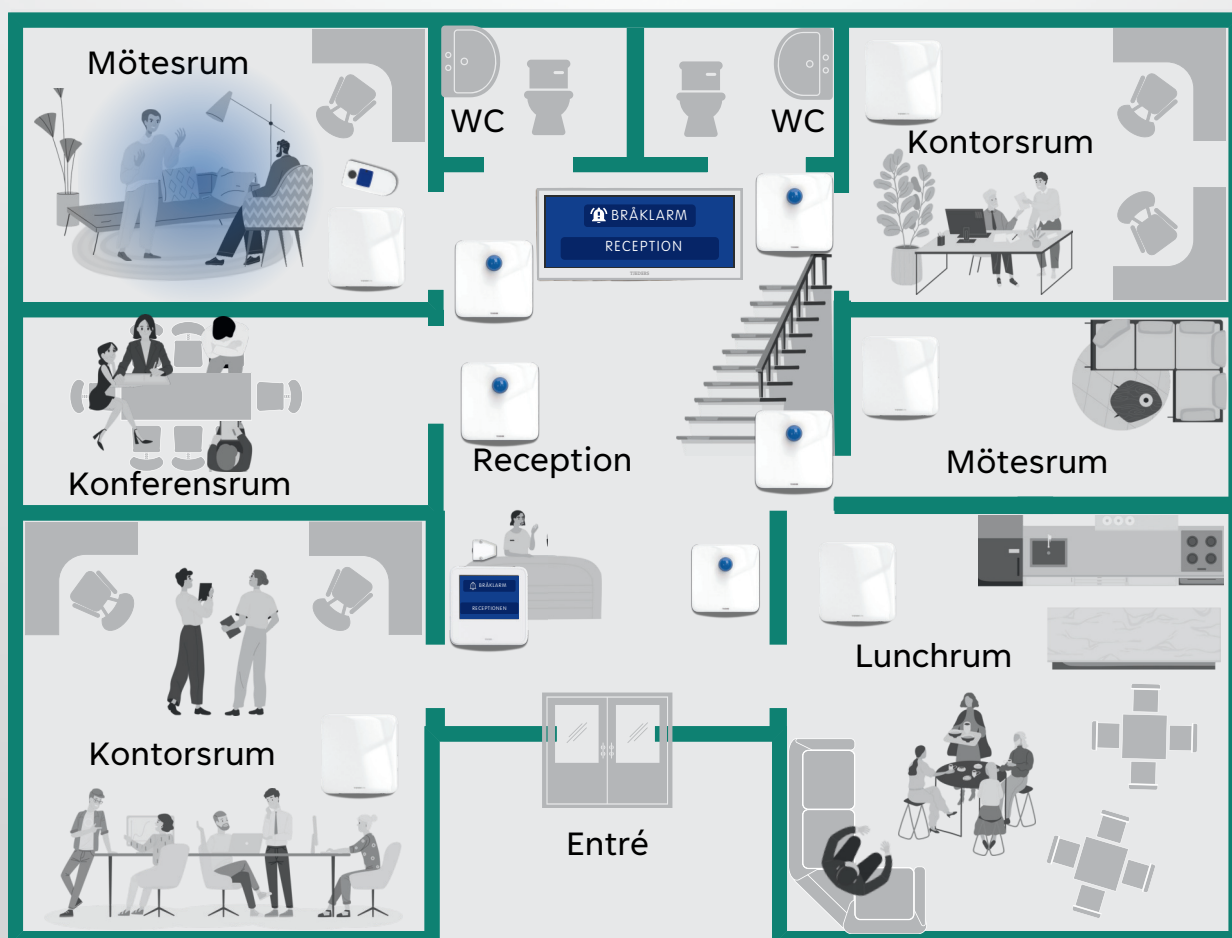 Mötesrum
WC
WC
Kontorsrum
BRÅKLARM
RECEPTION
Konferensrum
Reception
Mötesrum
BRÅKLARM
RECEPTIONEN
Lunchrum
Kontorsrum
Entré